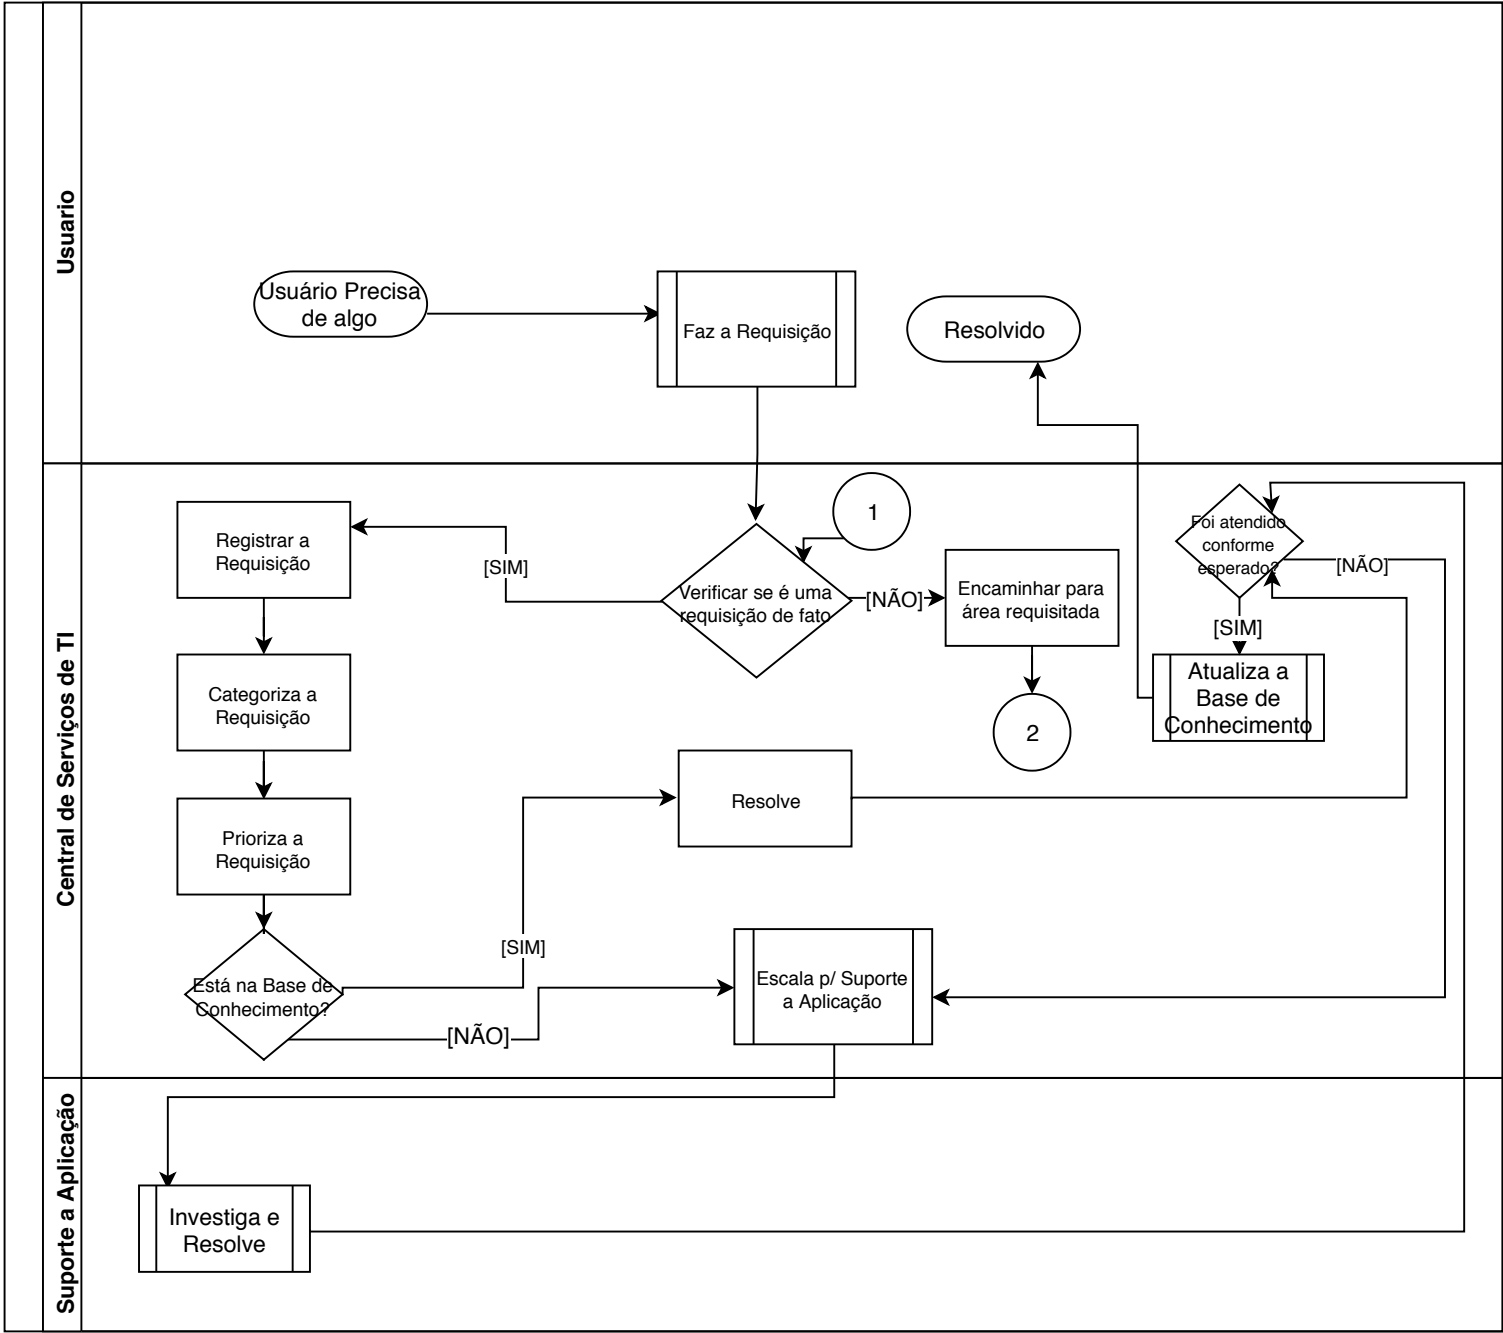 Usuario
Usuário Precisa
de algo
Faz a Requisição
Resolvido
Central de Serviços de TI
1
Registrar a
Requisição
[SIM]
Verificar se é uma
requisição de fato
[NÃO]
Encaminhar para
área requisitada
Foi atendido
conforme
esperado?
[NÃO]
[SIM]
Categoriza a
Requisição
Atualiza a
Base de
Conhecimento
2
Prioriza a
Requisição
Resolve
[SIM]
Está na Base de
Conhecimento?
[NÃO]
Escala p/ Suporte
a Aplicação
Suporte a Aplicação
Investiga e
Resolve